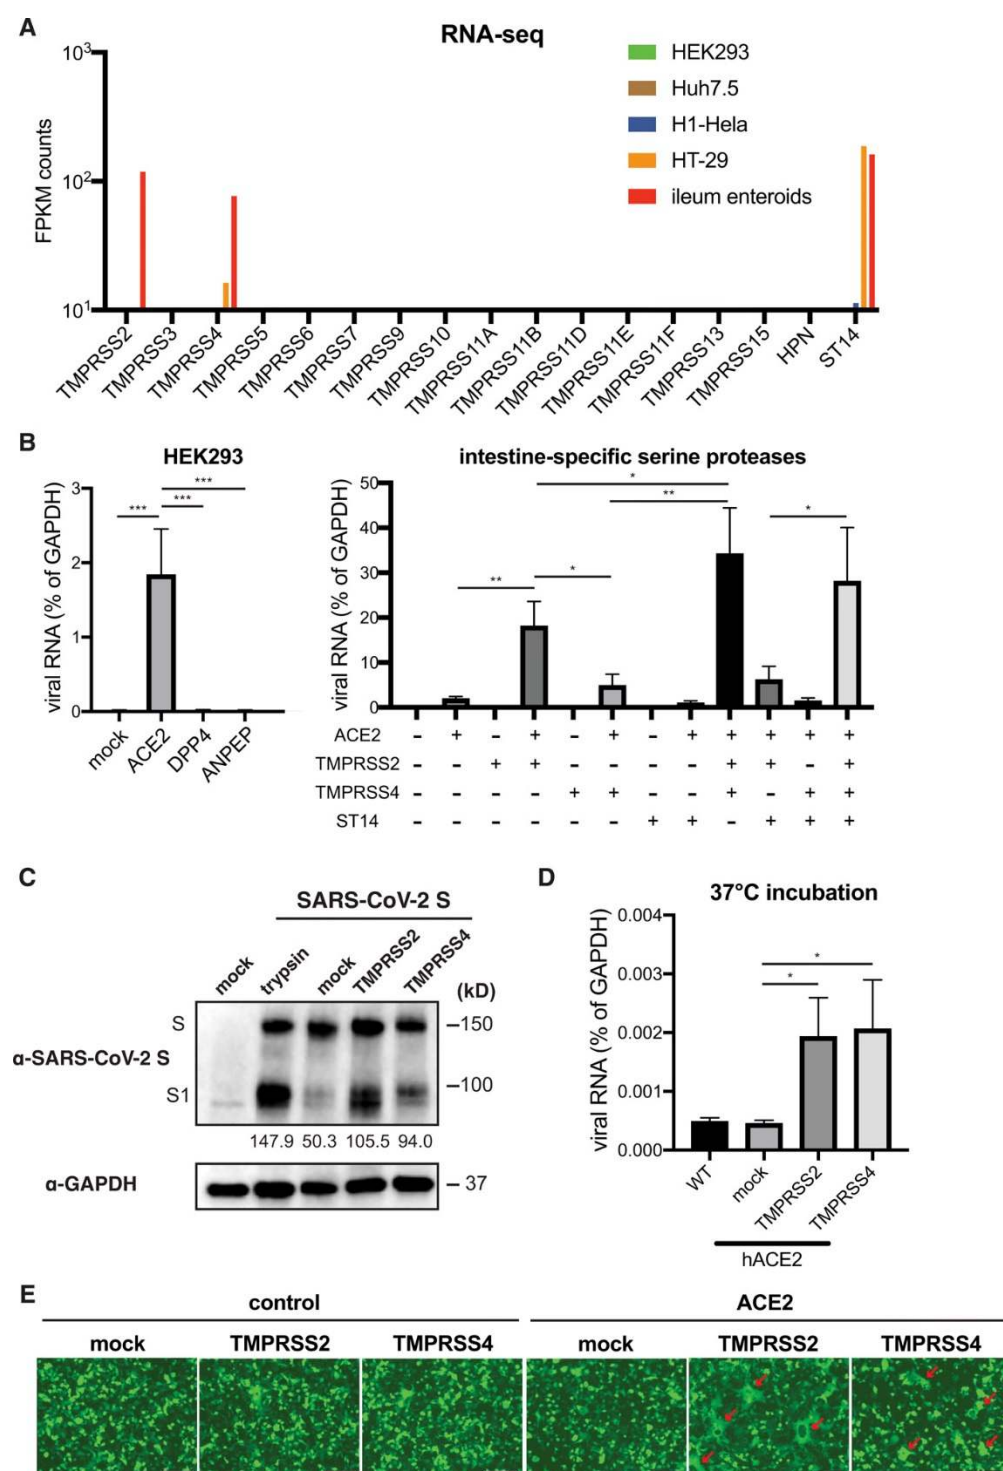 A
RNA-seq
FPKM counts
10³
10²
10¹
HEK293
Huh7.5
H1-Hela
HT-29
ileum enteroids
TMPRSS2
TMPRSS3
TMPRSS4
TMPRSS5
TMPRSS6
TMPRSS7
TMPRSS9
TMPRSS10
TMPRSS11A
TMPRSS11B
TMPRSS11D
TMPRSS11E
TMPRSS11F
TMPRSS13
TMPRSS15
HPN
ST14
B
HEK293
viral RNA (% of GAPDH)
3
2
1
0
***
***
***
mock
ACE2
DPP4
ANPEP
intestine-specific serine proteases
viral RNA (% of GAPDH)
50
40
30
20
10
0
*
**
*
**
*
ACE2 - + - + - + - + + + + +
TMPRSS2 - - + + - - - - + + - +
TMPRSS4 - - - - + + - - + - + +
ST14 - - - - - - + + - + + +
C
SARS-CoV-2 S
mock
trypsin
mock
TMPRSS2
TMPRSS4
(kD)
S
α-SARS-CoV-2 S
S1
–150
–100
147.9 50.3 105.5 94.0
α-GAPDH
– 37
D
37°C incubation
viral RNA (% of GAPDH)
0.004
0.003
0.002
0.001
0.000
*
*
WT
mock
TMPRSS2
TMPRSS4
hACE2
E
control
ACE2
mock
TMPRSS2
TMPRSS4
mock
TMPRSS2
TMPRSS4